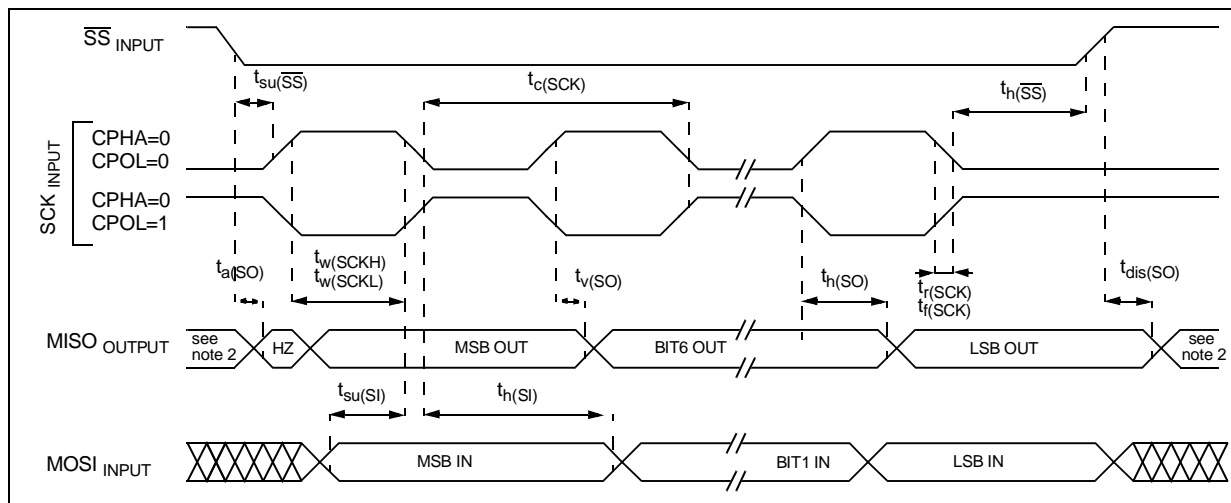 SS INPUT
tsu(SS)
tc(SCK)
th(SS)
SCK INPUT
CPHA=0
CPOL=0
CPHA=0
CPOL=1
ta(SO)
tw(SCKH)
tw(SCKL)
tv(SO)
th(SO)
tr(SCK)
tf(SCK)
tdis(SO)
MISO OUTPUT
see
note 2
HZ
MSB OUT
BIT6 OUT
LSB OUT
see
note 2
tsu(SI)
th(SI)
MOSI INPUT
MSB IN
BIT1 IN
LSB IN